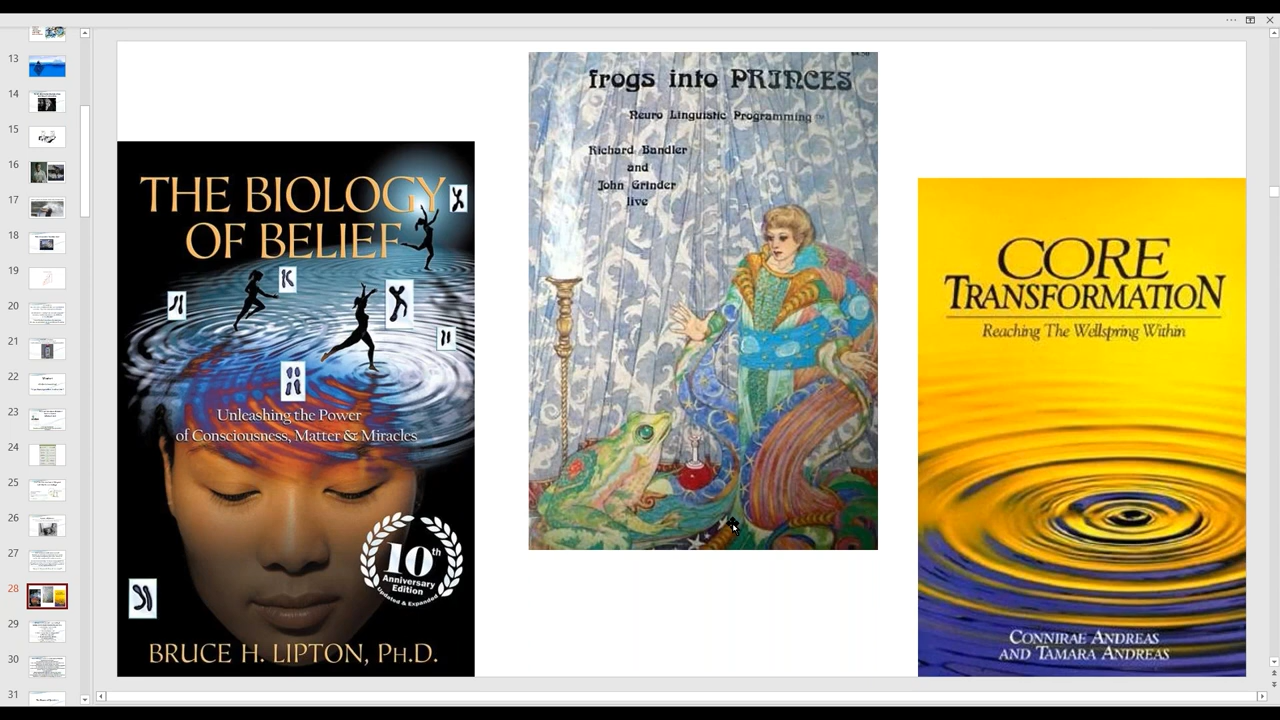 13
14
15
16
17
18
19
20
21
22
23
24
25
26
27
28
29
30
31
THE BIOLOGY
OF BELIEF
Unleashing the Power
of Consciousness, Matter & Miracles
10th
Anniversary
Edition
Updated & Expanded
BRUCE H. LIPTON, PH.D.
frogs into PRINCES
Neuro Linguistic Programming™
Richard Bandler
and
John Grinder
live
CORE
TRANSFORMATION
Reaching The Wellspring Within
CONNIRAE ANDREAS
AND TAMARA ANDREAS